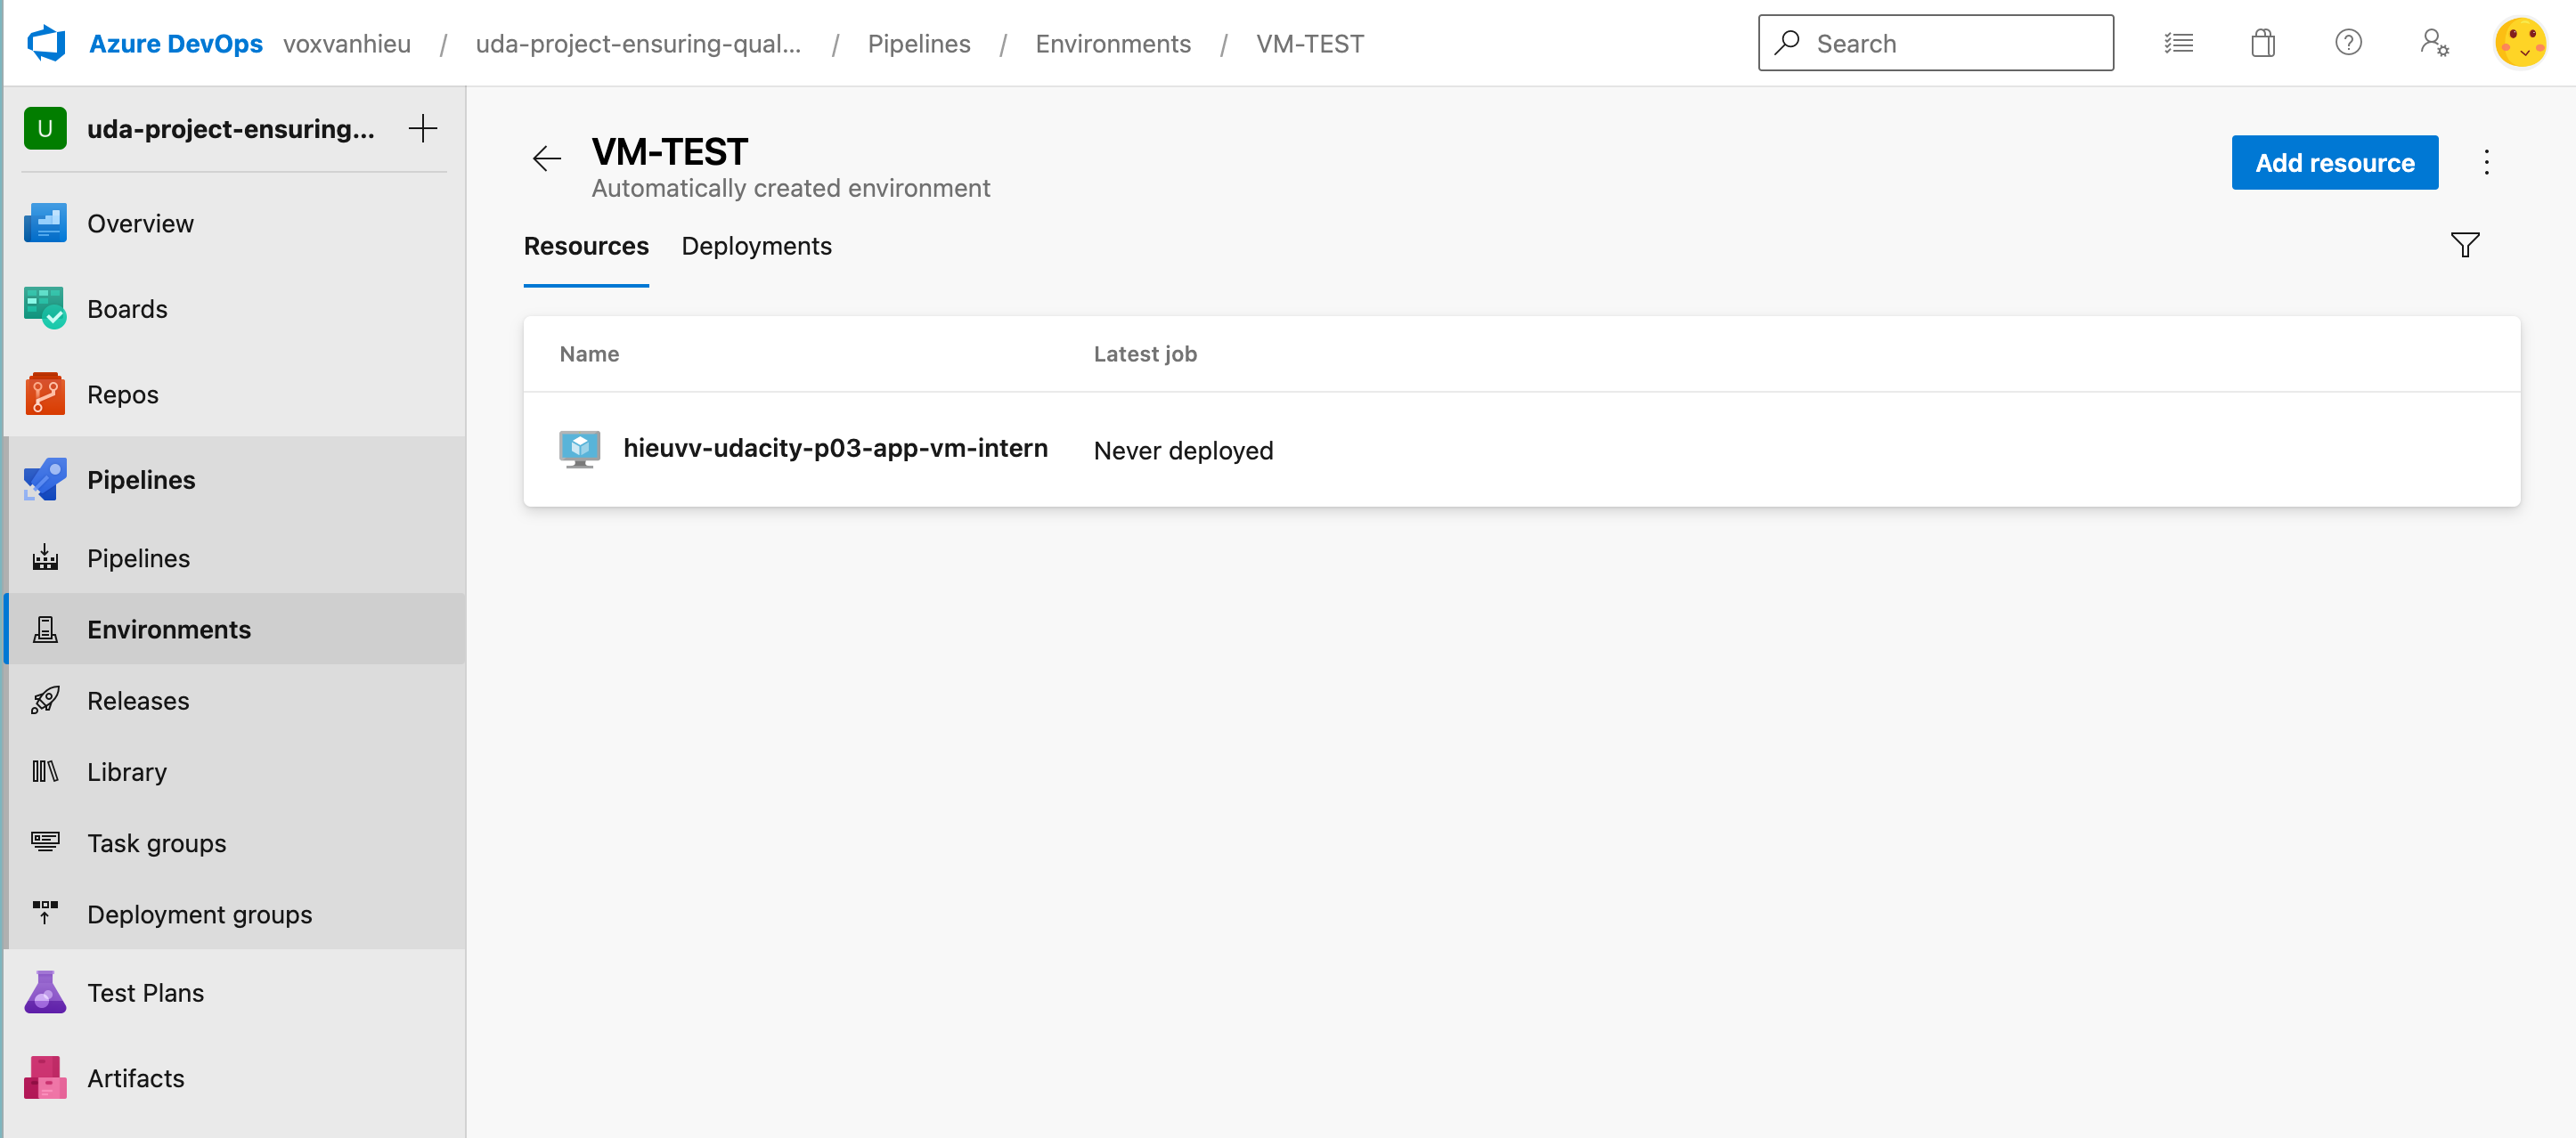 Azure DevOps voxvanhieu / uda-project-ensuring-qual... / Pipelines / Environments / VM-TEST
Search
U
uda-project-ensuring...
Overview
Boards
Repos
Pipelines
Pipelines
Environments
Releases
Library
Task groups
Deployment groups
Test Plans
Artifacts
VM-TEST
Automatically created environment
Add resource
Resources Deployments
Name Latest job
hieuvv-udacity-p03-app-vm-intern Never deployed